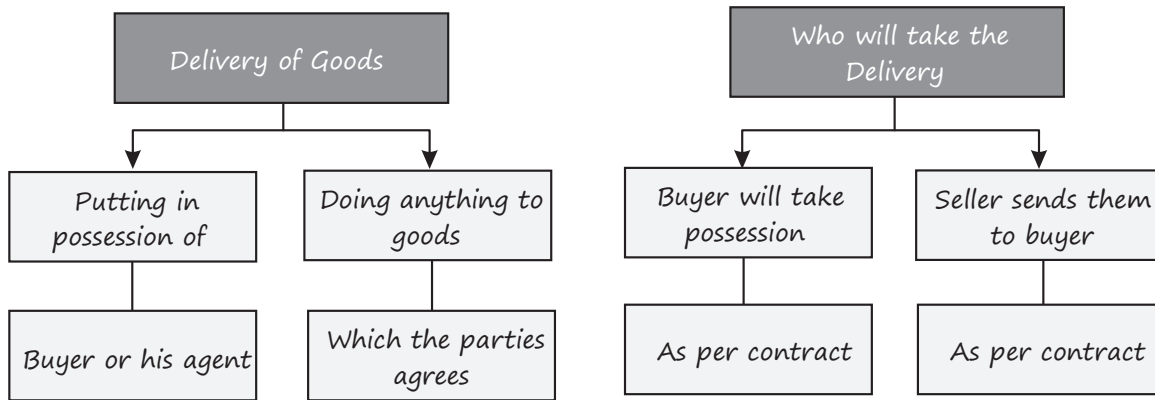 Delivery of Goods
Putting in
possession of
Buyer or his agent
Doing anything to
goods
Which the parties
agrees
Who will take the
Delivery
Buyer will take
possession
As per contract
Seller sends them
to buyer
As per contract